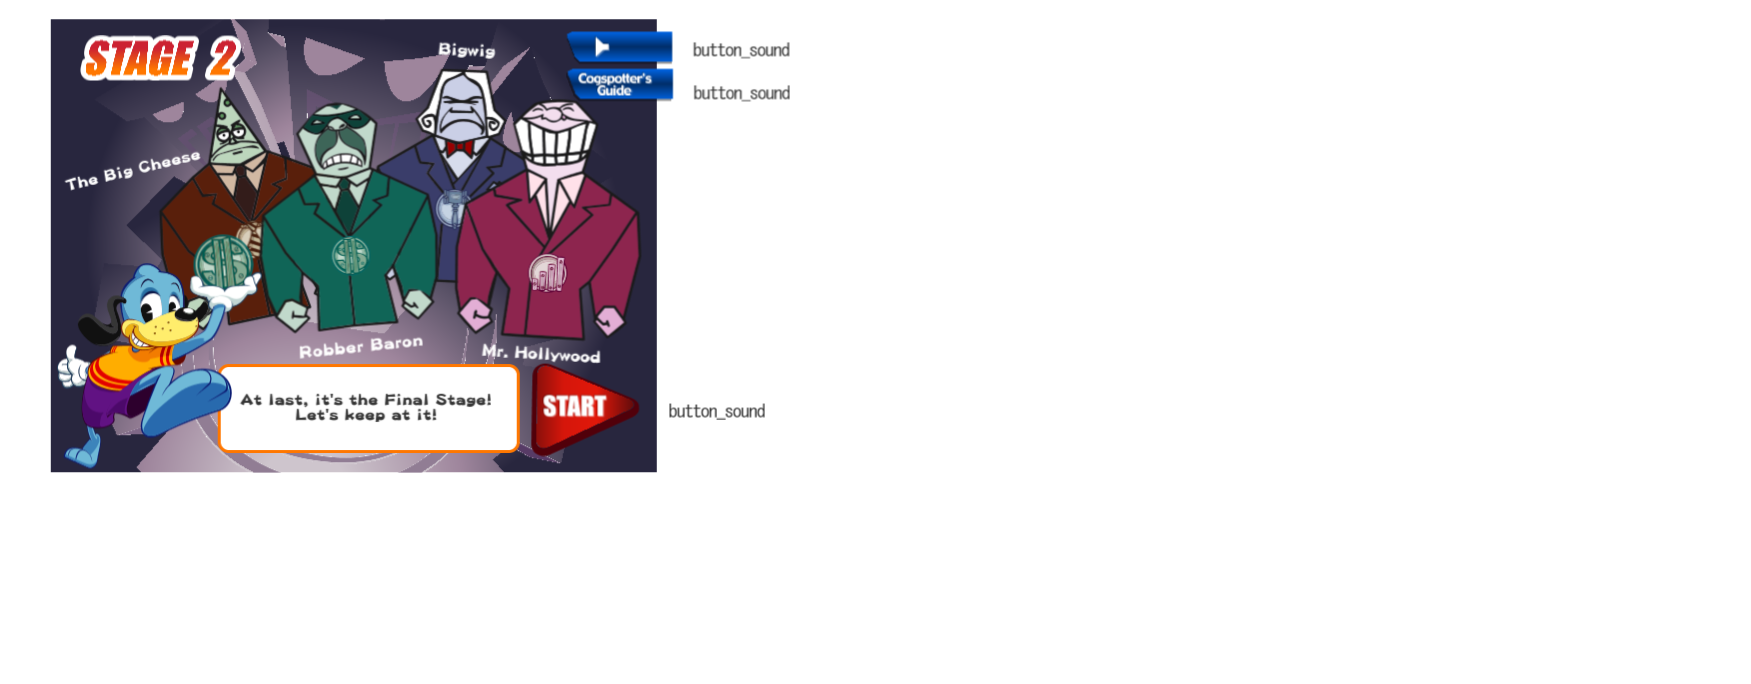 STAGE 2
Bigwig
button_sound
Cogspotter's
Guide
button_sound
The Big Cheese
Robber Baron
Mr. Hollywood
At last, it's the Final Stage!
Let's keep at it!
START
button_sound